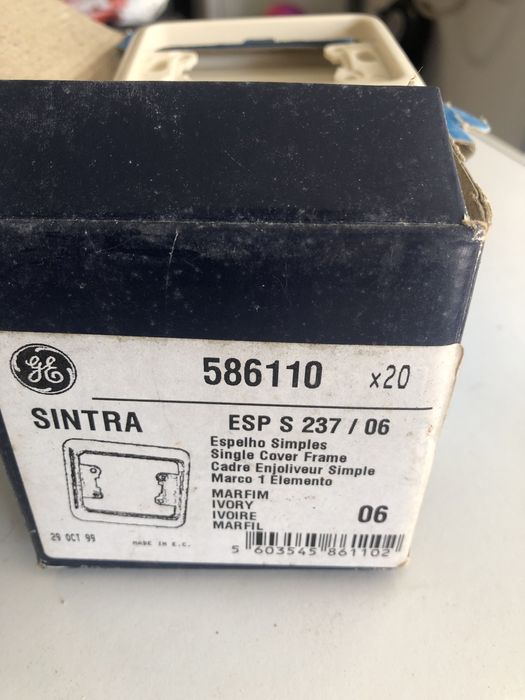 GE
586110 x20
SINTRA
ESP S 237 / 06
Espelho Simples
Single Cover Frame
Cadre Enjoliveur Simple
Marco 1 Elemento
MARFIM
IVORY
IVOIRE
MARFIL
06
29 OCT 99
MADE IN E.C.
5 603545 861102